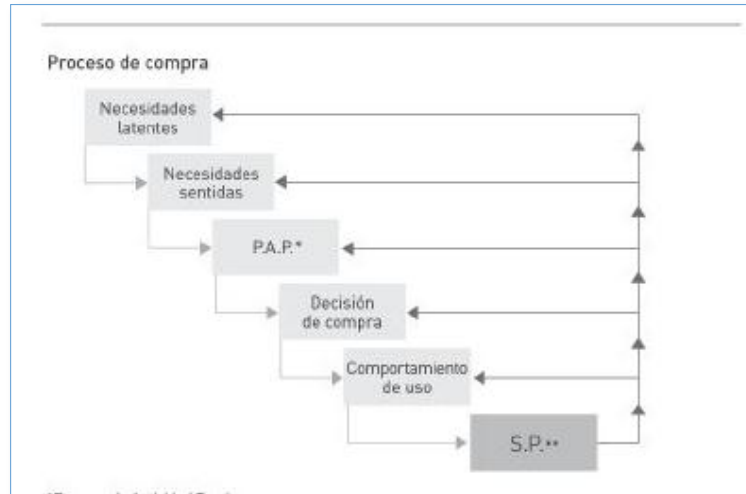 Proceso de compra
Necesidades
latentes
Necesidades
sentidas
P.A.P.*
Decisión
de compra
Comportamiento
de uso
S.P.**